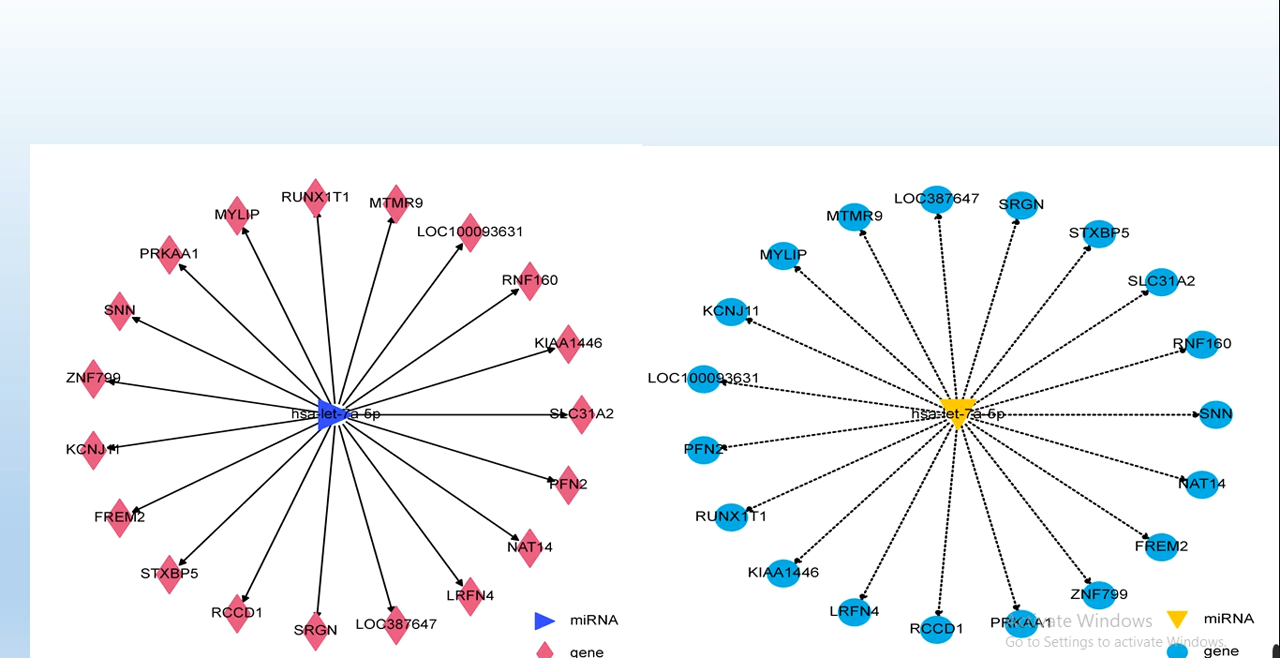 RUNX1T1
MTMR9
MYLIP
LOC100093631
PRKAA1
RNF160
SNN
KIAA1446
ZNF799
hsa-let-7a-5p
SLC31A2
KCNJ11
PFN2
FREM2
NAT14
STXBP5
LRFN4
RCCD1
LOC387647
SRGN
miRNA
gene
LOC387647
SRGN
MTMR9
STXBP5
MYLIP
SLC31A2
KCNJ11
RNF160
LOC100093631
hsa-let-7a-5p
SNN
PFN2
NAT14
RUNX1T1
FREM2
KIAA1446
ZNF799
LRFN4
PRKAA1
RCCD1
miRNA
gene
Activate Windows
Go to Settings to activate Windows.